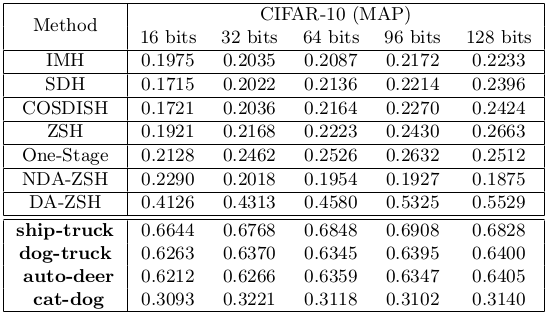 Method CIFAR-10 (MAP)
16 bits 32 bits 64 bits 96 bits 128 bits
IMH 0.1975 0.2035 0.2087 0.2172 0.2233
SDH 0.1715 0.2022 0.2136 0.2214 0.2396
COSDISH 0.1721 0.2036 0.2164 0.2270 0.2424
ZSH 0.1921 0.2168 0.2223 0.2430 0.2663
One-Stage 0.2128 0.2462 0.2526 0.2632 0.2512
NDA-ZSH 0.2290 0.2018 0.1954 0.1927 0.1875
DA-ZSH 0.4126 0.4313 0.4580 0.5325 0.5529
ship-truck 0.6644 0.6768 0.6848 0.6908 0.6828
dog-truck 0.6263 0.6370 0.6345 0.6395 0.6400
auto-deer 0.6212 0.6266 0.6359 0.6347 0.6405
cat-dog 0.3093 0.3221 0.3118 0.3102 0.3140